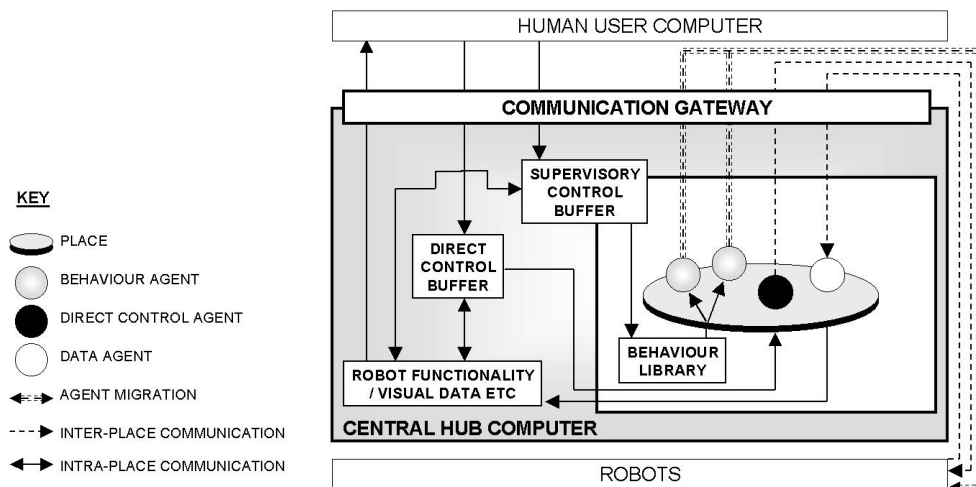 HUMAN USER COMPUTER
COMMUNICATION GATEWAY
SUPERVISORY
CONTROL
BUFFER
DIRECT
CONTROL
BUFFER
BEHAVIOUR
LIBRARY
ROBOT FUNCTIONALITY
/ VISUAL DATA ETC
CENTRAL HUB COMPUTER
ROBOTS
KEY
PLACE
BEHAVIOUR AGENT
DIRECT CONTROL AGENT
DATA AGENT
AGENT MIGRATION
INTER-PLACE COMMUNICATION
INTRA-PLACE COMMUNICATION